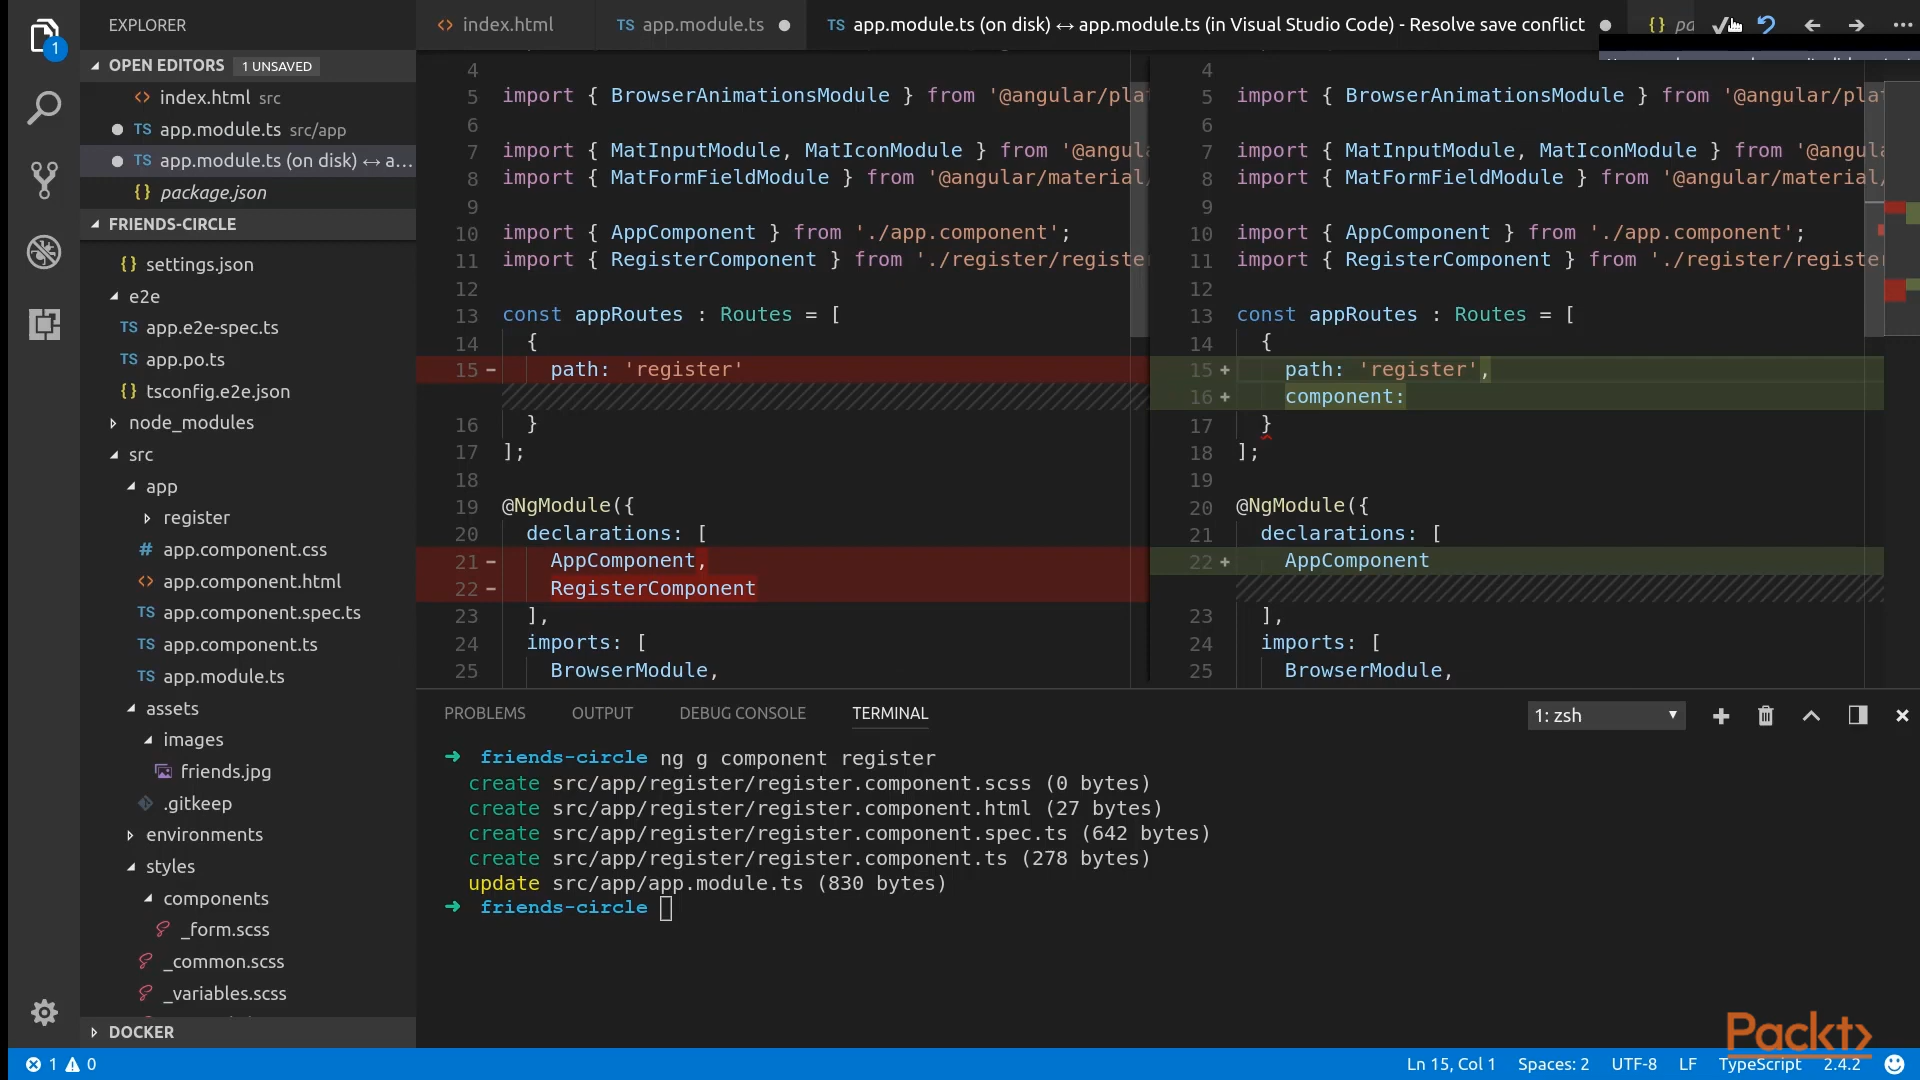 EXPLORER
OPEN EDITORS 1 UNSAVED
<> index.html src
TS app.module.ts src/app
TS app.module.ts (on disk) ↔ a...
{} package.json
FRIENDS-CIRCLE
{} settings.json
e2e
TS app.e2e-spec.ts
TS app.po.ts
{} tsconfig.e2e.json
node_modules
src
app
register
# app.component.css
<> app.component.html
TS app.component.spec.ts
TS app.component.ts
TS app.module.ts
assets
images
friends.jpg
.gitkeep
environments
styles
components
_form.scss
_common.scss
_variables.scss
DOCKER
1
<> index.html
TS app.module.ts
TS app.module.ts (on disk) ↔ app.module.ts (in Visual Studio Code) - Resolve save conflict
{}
4
5 import { BrowserAnimationsModule } from '@angular/pla
6
7 import { MatInputModule, MatIconModule } from '@angul
8 import { MatFormFieldModule } from '@angular/material/
9
10 import { AppComponent } from './app.component';
11 import { RegisterComponent } from './register/registe
12
13 const appRoutes : Routes = [
14 {
15 - path: 'register'
16 }
17 ];
18
19 @NgModule({
20 declarations: [
21 - AppComponent,
22 - RegisterComponent
23 ],
24 imports: [
25 BrowserModule,
4
5 import { BrowserAnimationsModule } from '@angular/pla
6
7 import { MatInputModule, MatIconModule } from '@angula
8 import { MatFormFieldModule } from '@angular/material/
9
10 import { AppComponent } from './app.component';
11 import { RegisterComponent } from './register/register
12
13 const appRoutes : Routes = [
14 {
15 + path: 'register',
16 + component:
17 }
18 ];
19
20 @NgModule({
21 declarations: [
22 + AppComponent
23 ],
24 imports: [
25 BrowserModule,
PROBLEMS OUTPUT DEBUG CONSOLE TERMINAL 1: zsh
➜ friends-circle ng g component register
create src/app/register/register.component.scss (0 bytes)
create src/app/register/register.component.html (27 bytes)
create src/app/register/register.component.spec.ts (642 bytes)
create src/app/register/register.component.ts (278 bytes)
update src/app/app.module.ts (830 bytes)
➜ friends-circle
Packt>
1 0 Ln 15, Col 1 Spaces: 2 UTF-8 LF TypeScript 2.4.2